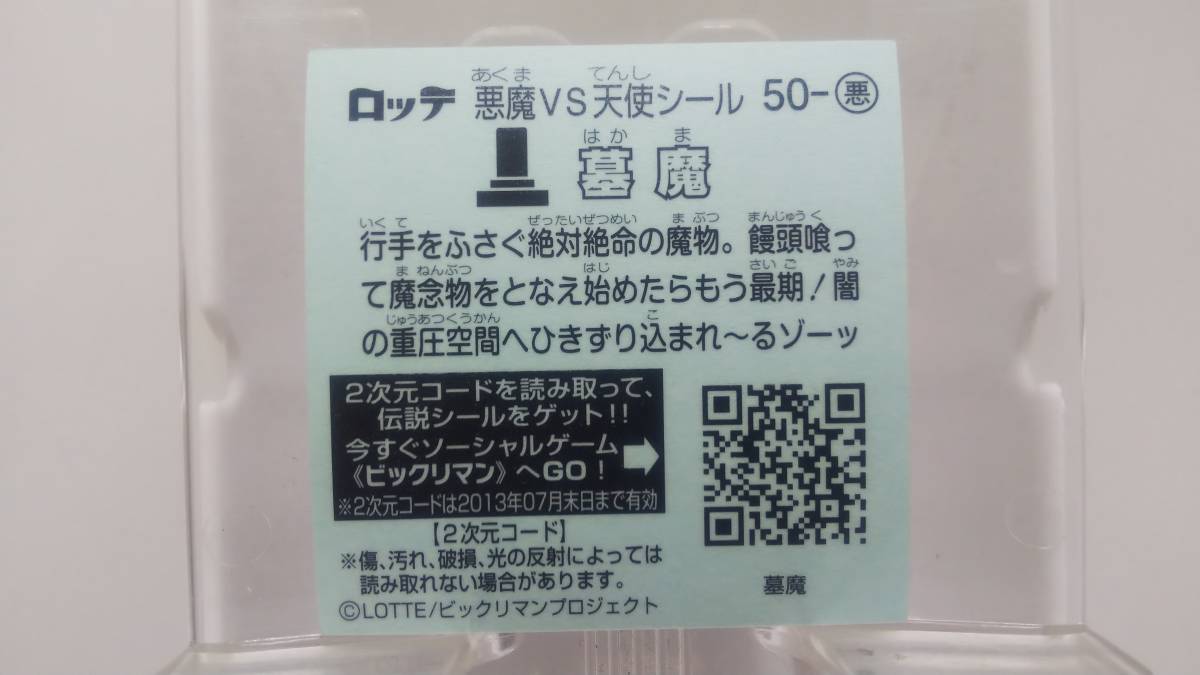 あくま てんし
ロッテ 悪魔VS天使シール 50-悪
はか ま
墓魔
いくて ぜったいぜつめい まぶつ まんじゅうく
行手をふさぐ絶対絶命の魔物。饅頭喰っ
まねんぶつ はじ さいご やみ
て魔念物をとなえ始めたらもう最期!闇
じゅうあつくうかん こ
の重圧空間へひきずり込まれ〜るゾーッ
2次元コードを読み取って、
伝説シールをゲット!!
今すぐソーシャルゲーム
《ビックリマン》へGO!
※2次元コードは2013年07月末日まで有効
【2次元コード】
※傷、汚れ、破損、光の反射によっては
読み取れない場合があります。
©LOTTE/ビックリマンプロジェクト
墓魔